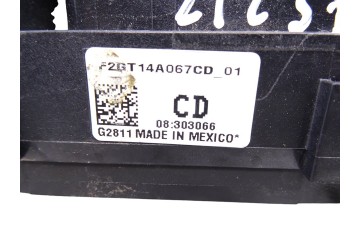 F2GT14A067CD_01
CD
08:303066
G2811 MADE IN MEXICO*